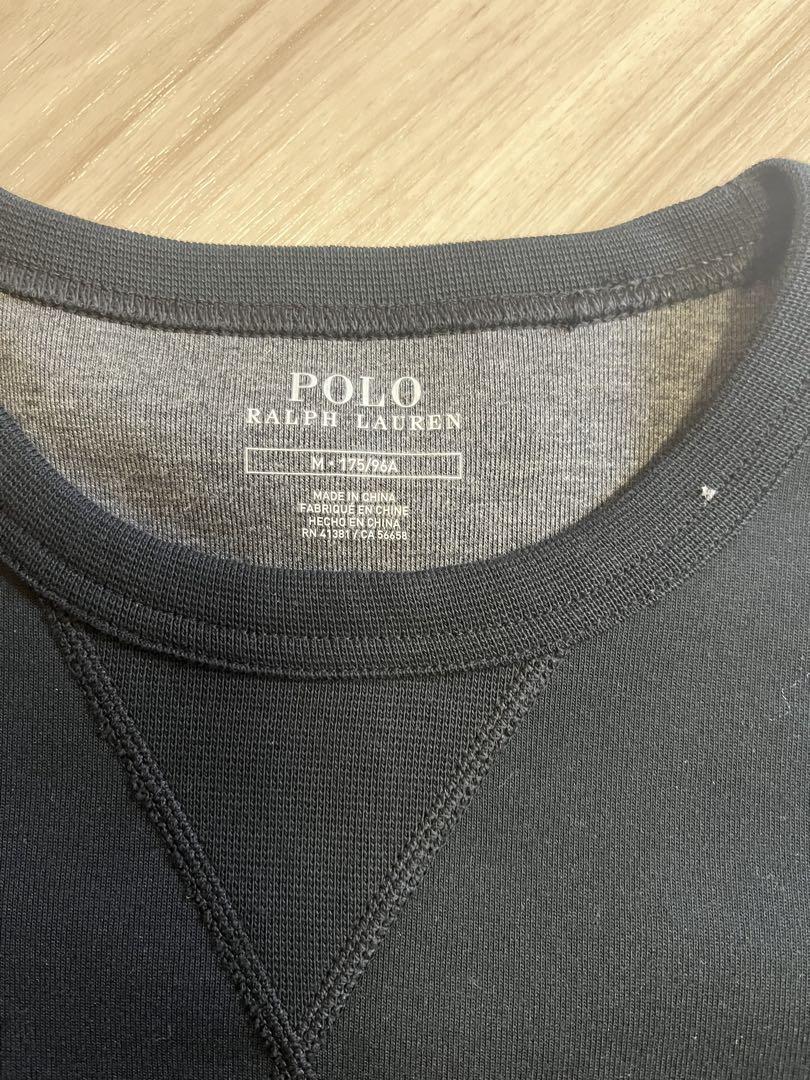 POLO
RALPH LAUREN
M • 175/96A
MADE IN CHINA
FABRIQUE EN CHINE
HECHO EN CHINA
RN 41381 / CA 56658